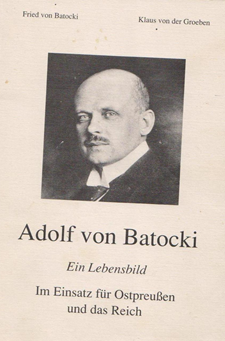 Fried von Batocki
Klaus von der Groeben
Adolf von Batocki
Ein Lebensbild
Im Einsatz für Ostpreußen
und das Reich